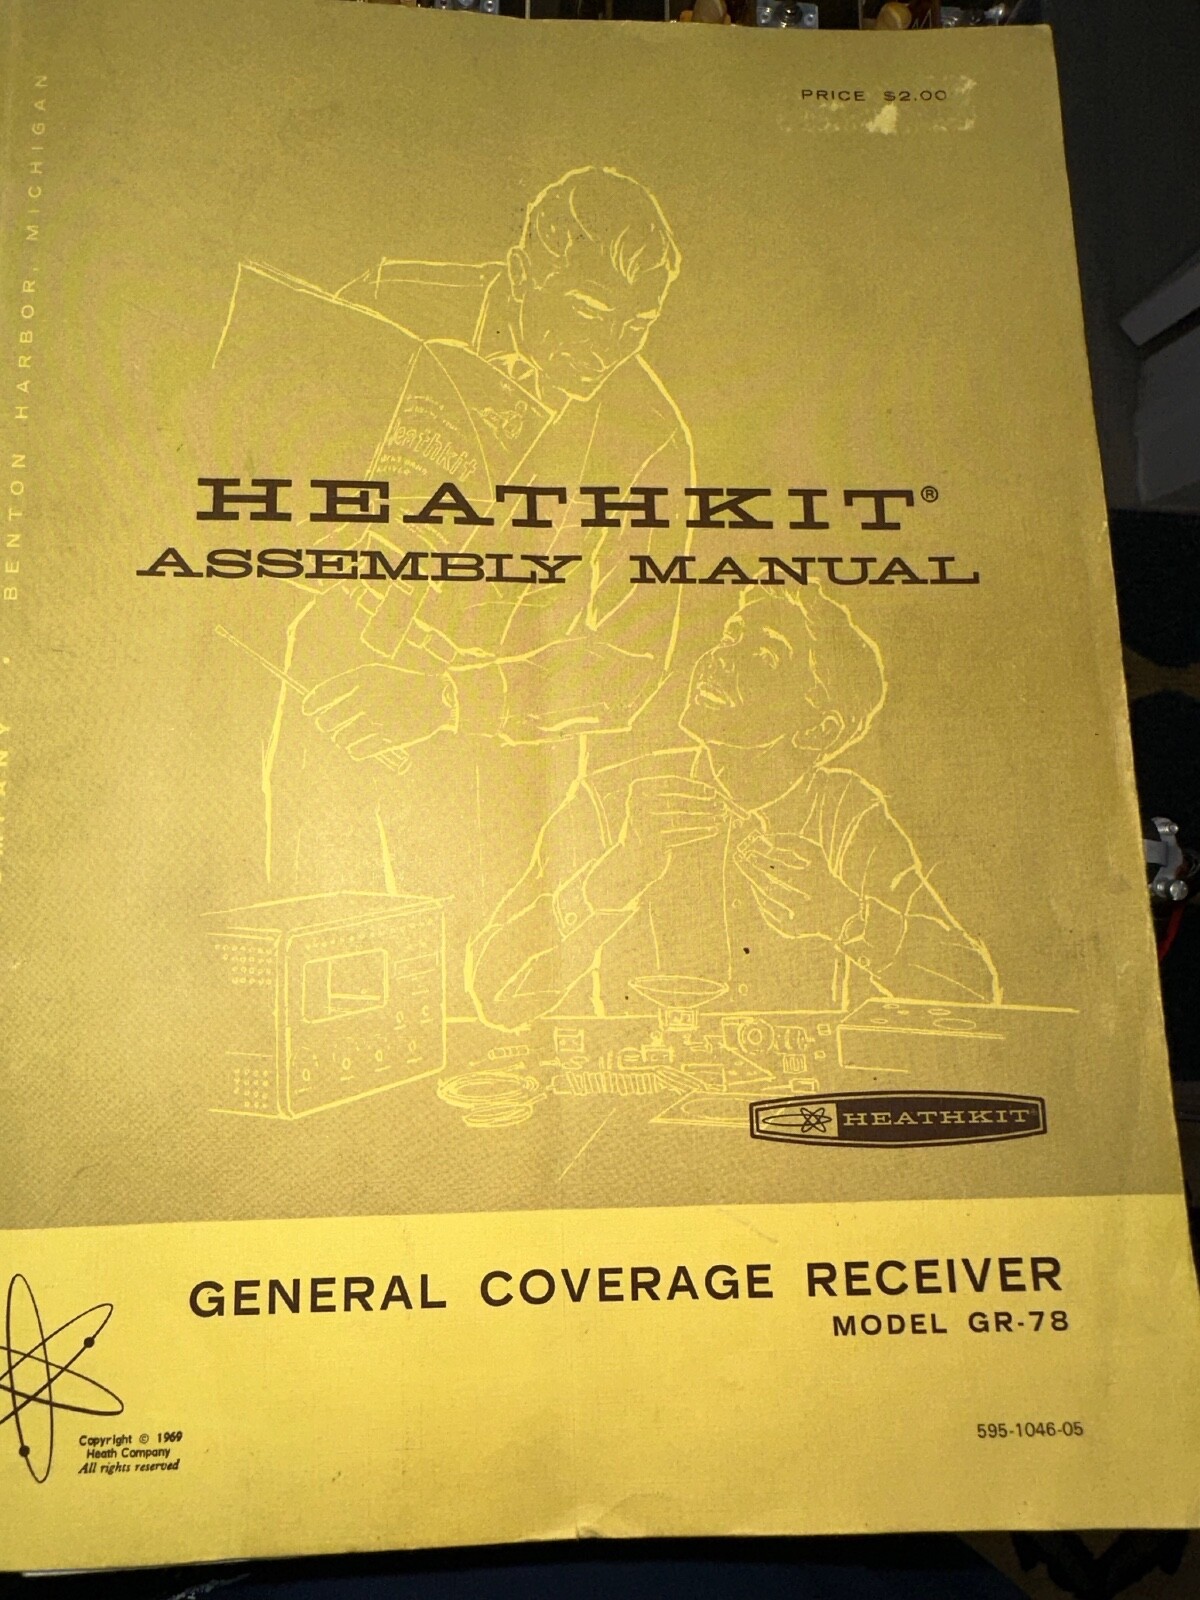 PRICE $2.00
BENTON HARBOR, MICHIGAN
eathkit
HEATHKIT®
ASSEMBLY MANUAL
HEATHKIT
GENERAL COVERAGE RECEIVER
MODEL GR-78
595-1046-05
Copyright © 1969
Heath Company
All rights reserved